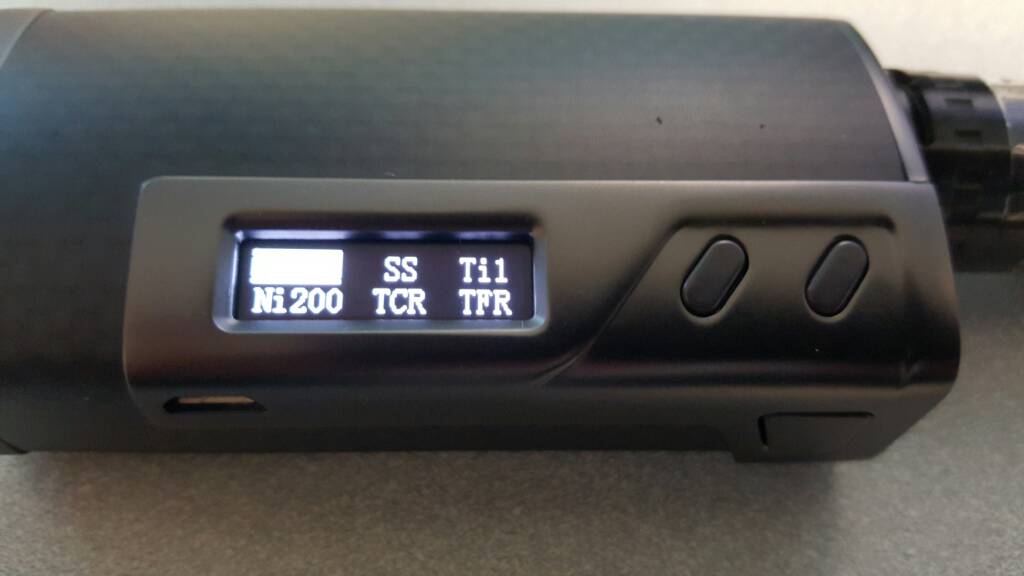 SS Ti1
Ni200 TCR TFR